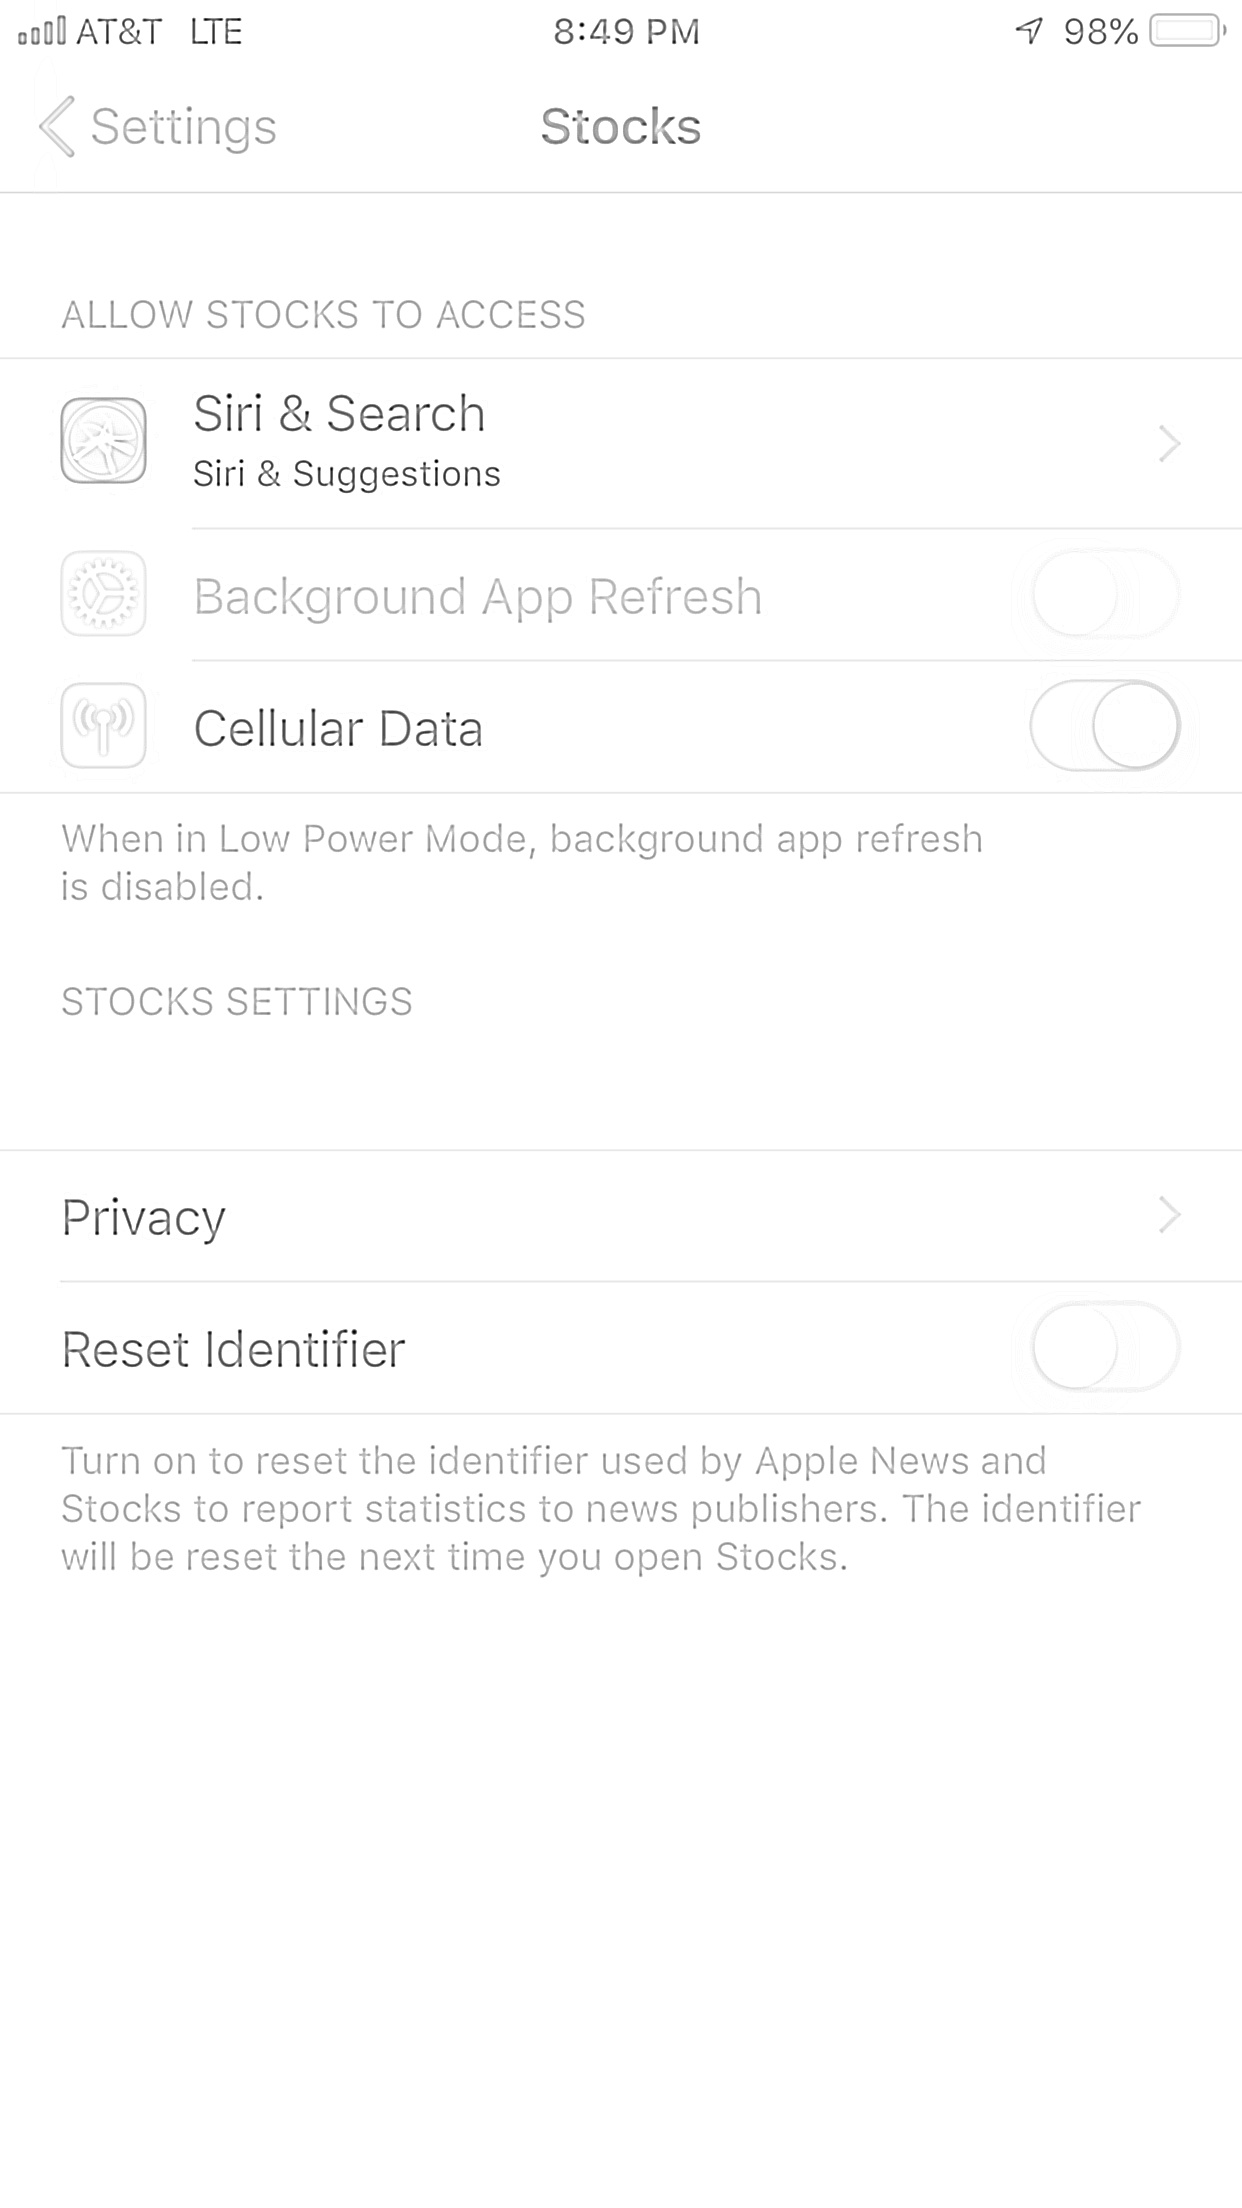 AT&T LTE 8:49 PM 98%
Settings Stocks
ALLOW STOCKS TO ACCESS
Siri & Search
Siri & Suggestions
Background App Refresh
Cellular Data
When in Low Power Mode, background app refresh
is disabled.
STOCKS SETTINGS
Privacy
Reset Identifier
Turn on to reset the identifier used by Apple News and
Stocks to report statistics to news publishers. The identifier
will be reset the next time you open Stocks.